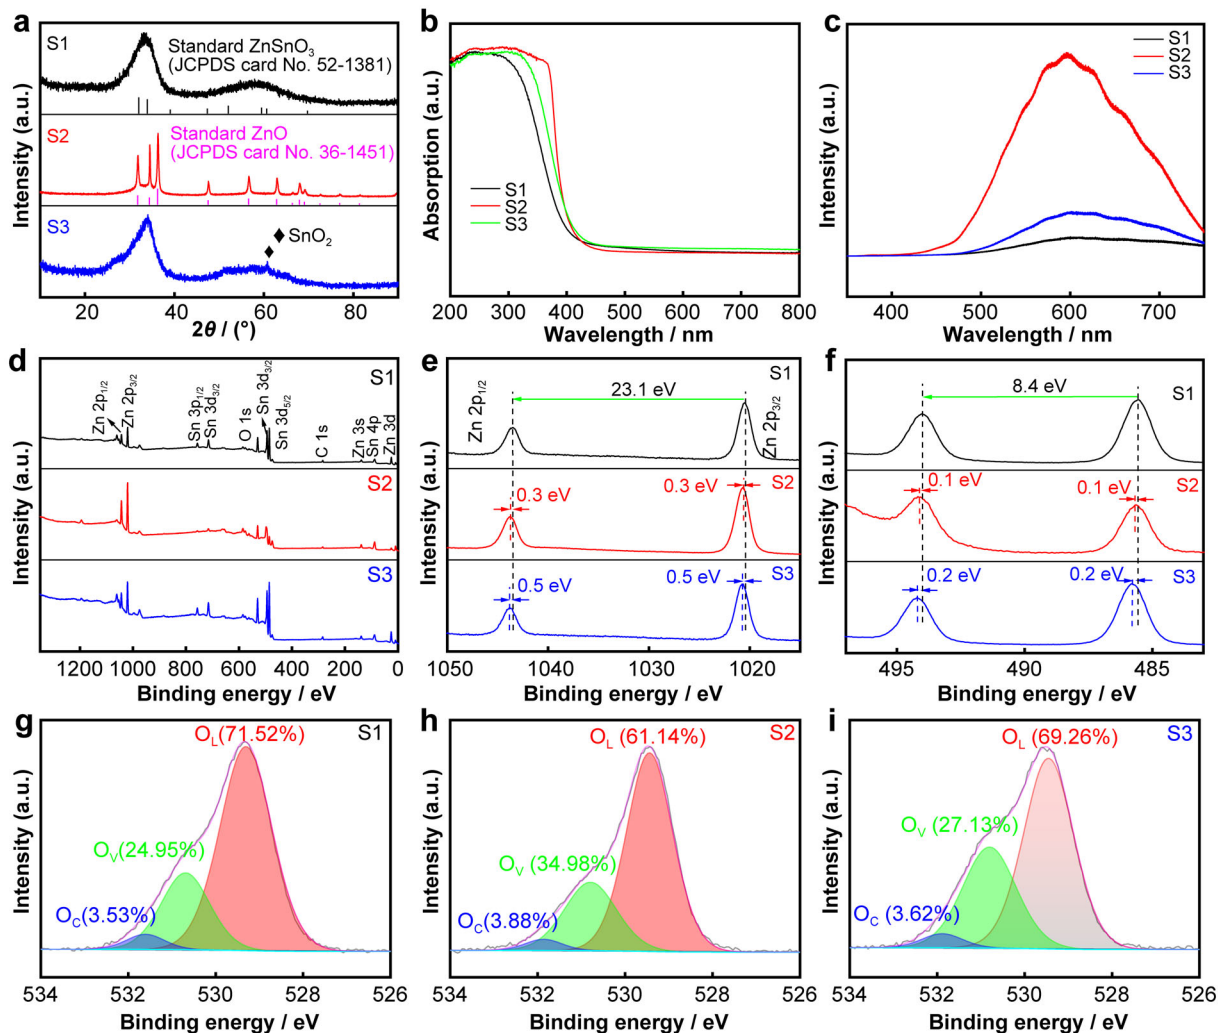 a
S1
Standard ZnSnO3
(JCPDS card No. 52-1381)
S2
Standard ZnO
(JCPDS card No. 36-1451)
S3
♦ SnO2
♦
Intensity (a.u.)
20 40 60 80
2θ / (°)
b
S1
S2
S3
Absorption (a.u.)
200 300 400 500 600 700 800
Wavelength / nm
c
S1
S2
S3
Intensity (a.u.)
400 500 600 700
Wavelength / nm
d
S1
Zn 2p1/2
Zn 2p3/2
Sn 3p1/2
Sn 3d3/2
O 1s
Sn 3d3/2
Sn 3d5/2
C 1s
Zn 3s
Sn 4p
Zn 3d
S2
S3
Intensity (a.u.)
1200 1000 800 600 400 200 0
Binding energy / eV
e
S1
23.1 eV
Zn 2p1/2
Zn 2p3/2
S2
0.3 eV
0.3 eV
S3
0.5 eV
0.5 eV
Intensity (a.u.)
1050 1040 1030 1020
Binding energy / eV
f
S1
8.4 eV
S2
0.1 eV
0.1 eV
S3
0.2 eV
0.2 eV
Intensity (a.u.)
495 490 485
Binding energy / eV
g
OL (71.52%)
S1
OV(24.95%)
OC(3.53%)
Intensity (a.u.)
534 532 530 528 526
Binding energy / eV
h
OL (61.14%)
S2
OV (34.98%)
OC(3.88%)
Intensity (a.u.)
534 532 530 528 526
Binding energy / eV
i
OL (69.26%)
S3
OV (27.13%)
OC (3.62%)
Intensity (a.u.)
534 532 530 528 526
Binding energy / eV